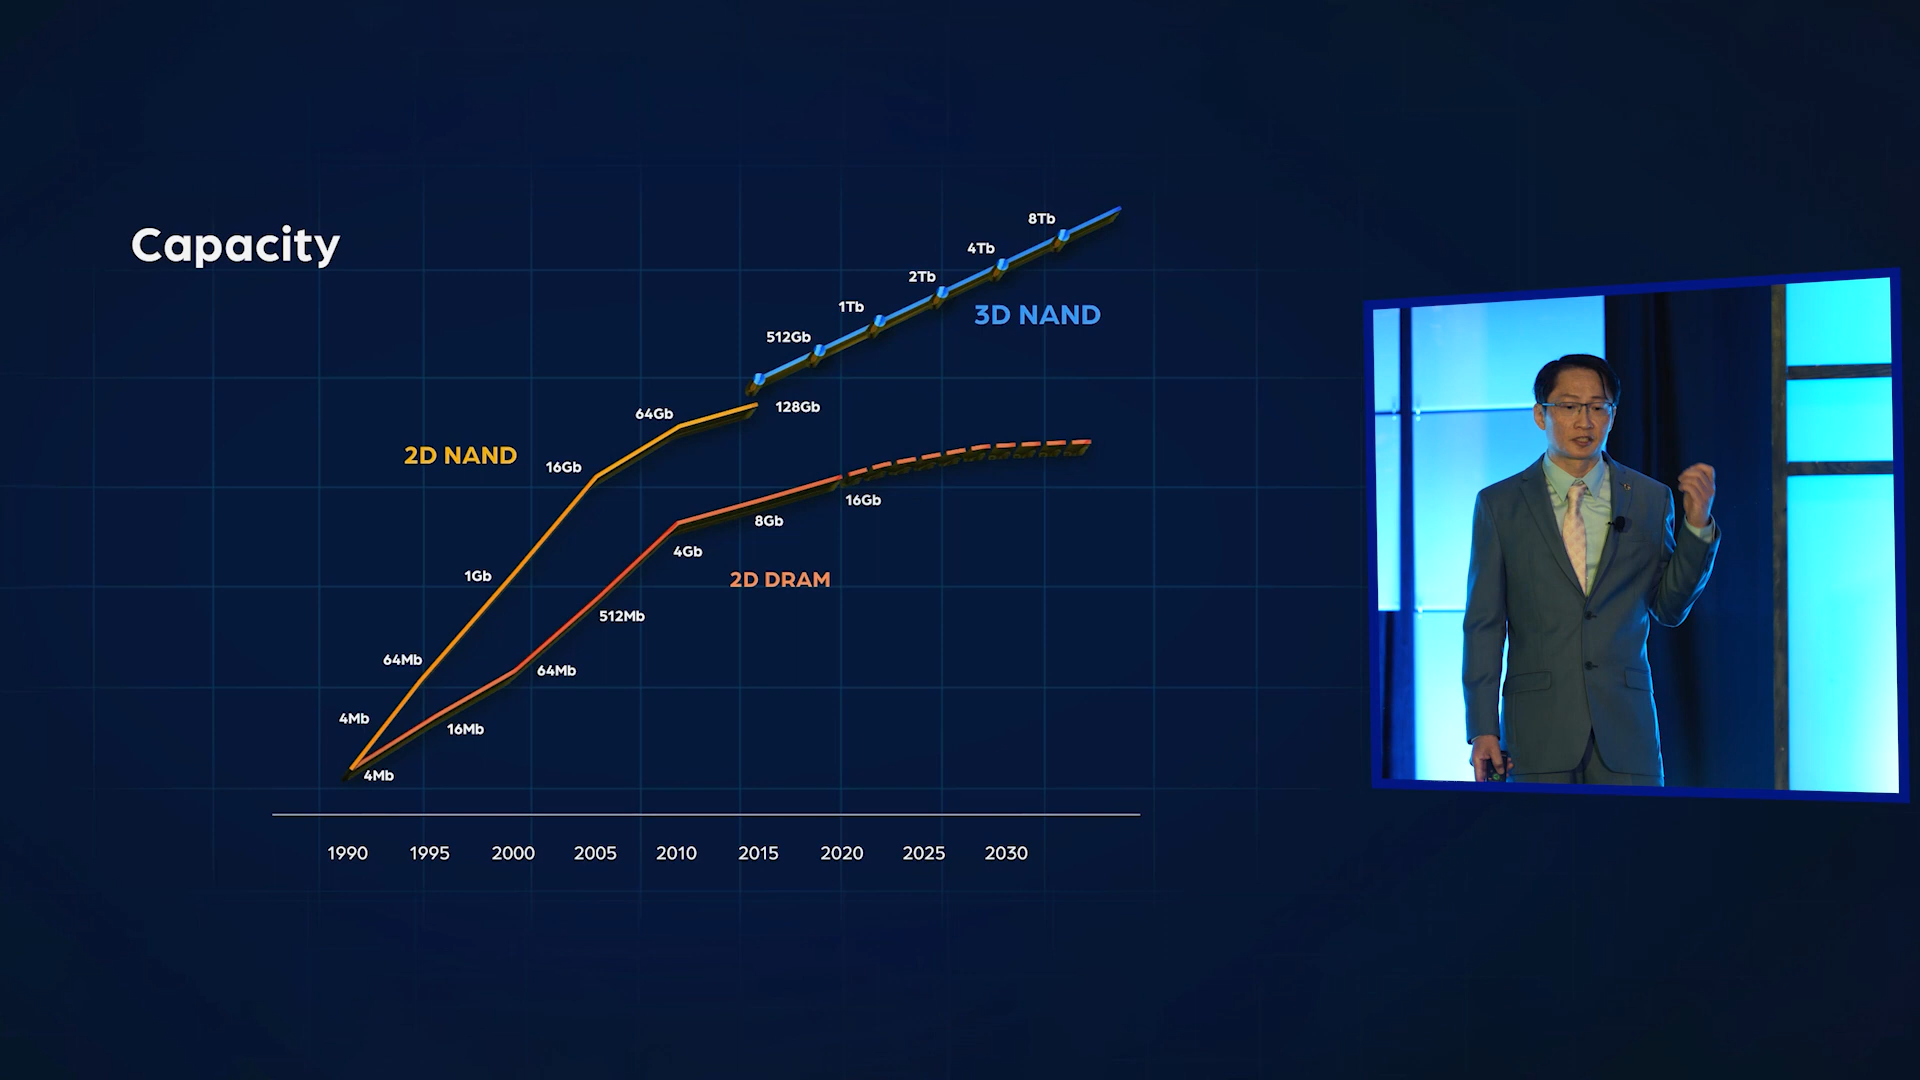 Capacity
8Tb
4Tb
2Tb
1Tb
3D NAND
512Gb
128Gb
64Gb
2D NAND
16Gb
16Gb
8Gb
4Gb
1Gb
2D DRAM
512Mb
64Mb
64Mb
4Mb
16Mb
4Mb
1990 1995 2000 2005 2010 2015 2020 2025 2030